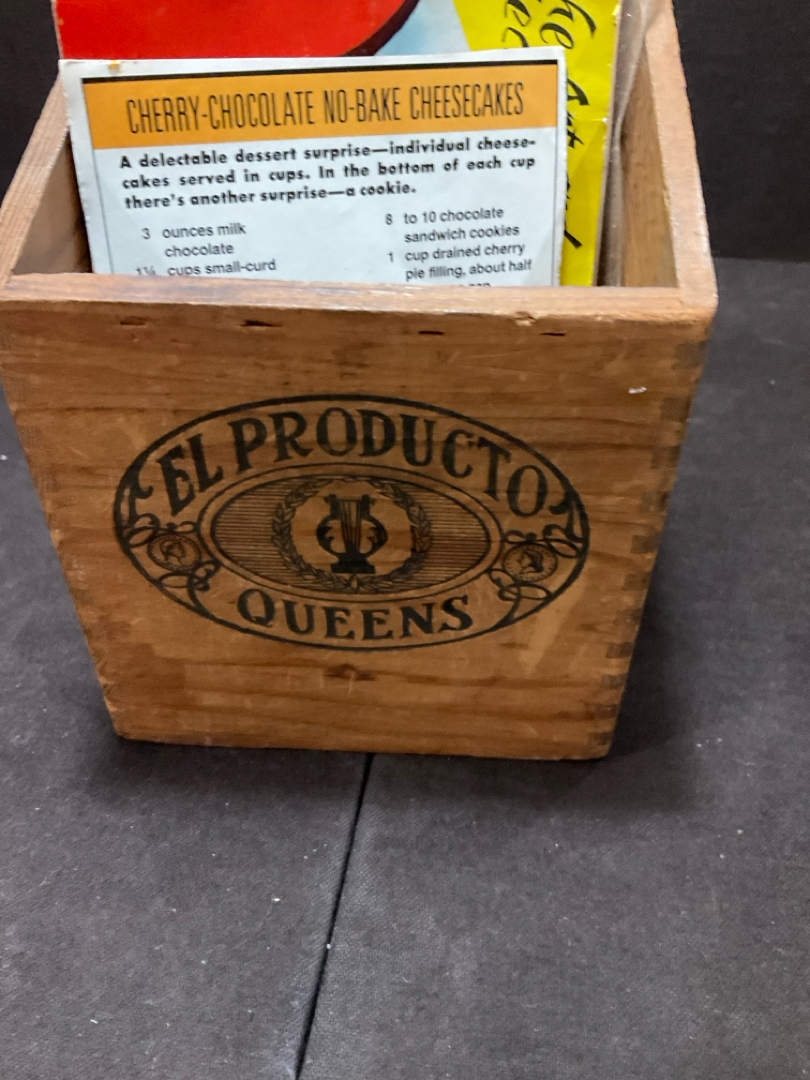 CHERRY-CHOCOLATE NO-BAKE CHEESECAKES
A delectable dessert surprise—individual cheese-
cakes served in cups. In the bottom of each cup
there's another surprise—a cookie.
3 ounces milk
chocolate
1½ cups small-curd
8 to 10 chocolate
sandwich cookies
1 cup drained cherry
pie filling, about half
EL PRODUCTO
QUEENS